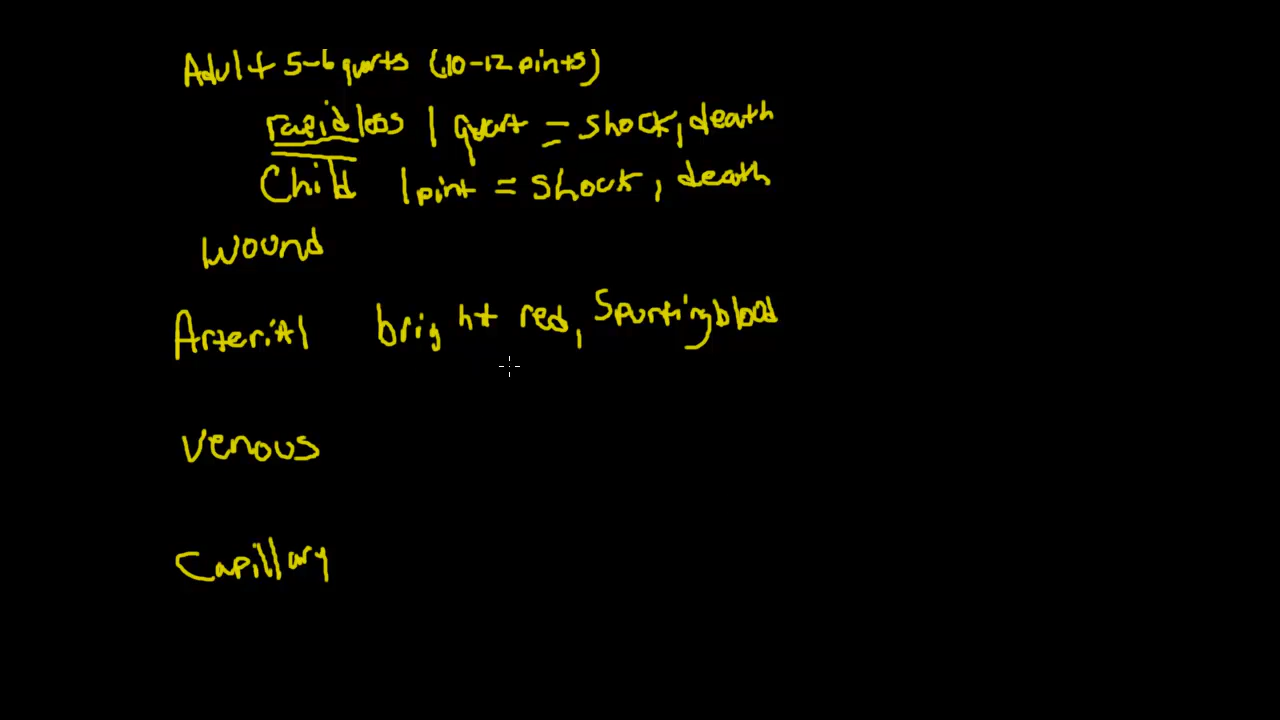 Adult 5-6 quarts (10-12 pints)
rapid loss 1 quart = shock, death
Child 1 pint = shock, death
Wound
Arterial bright red, Spurting blood
Venous
Capillary